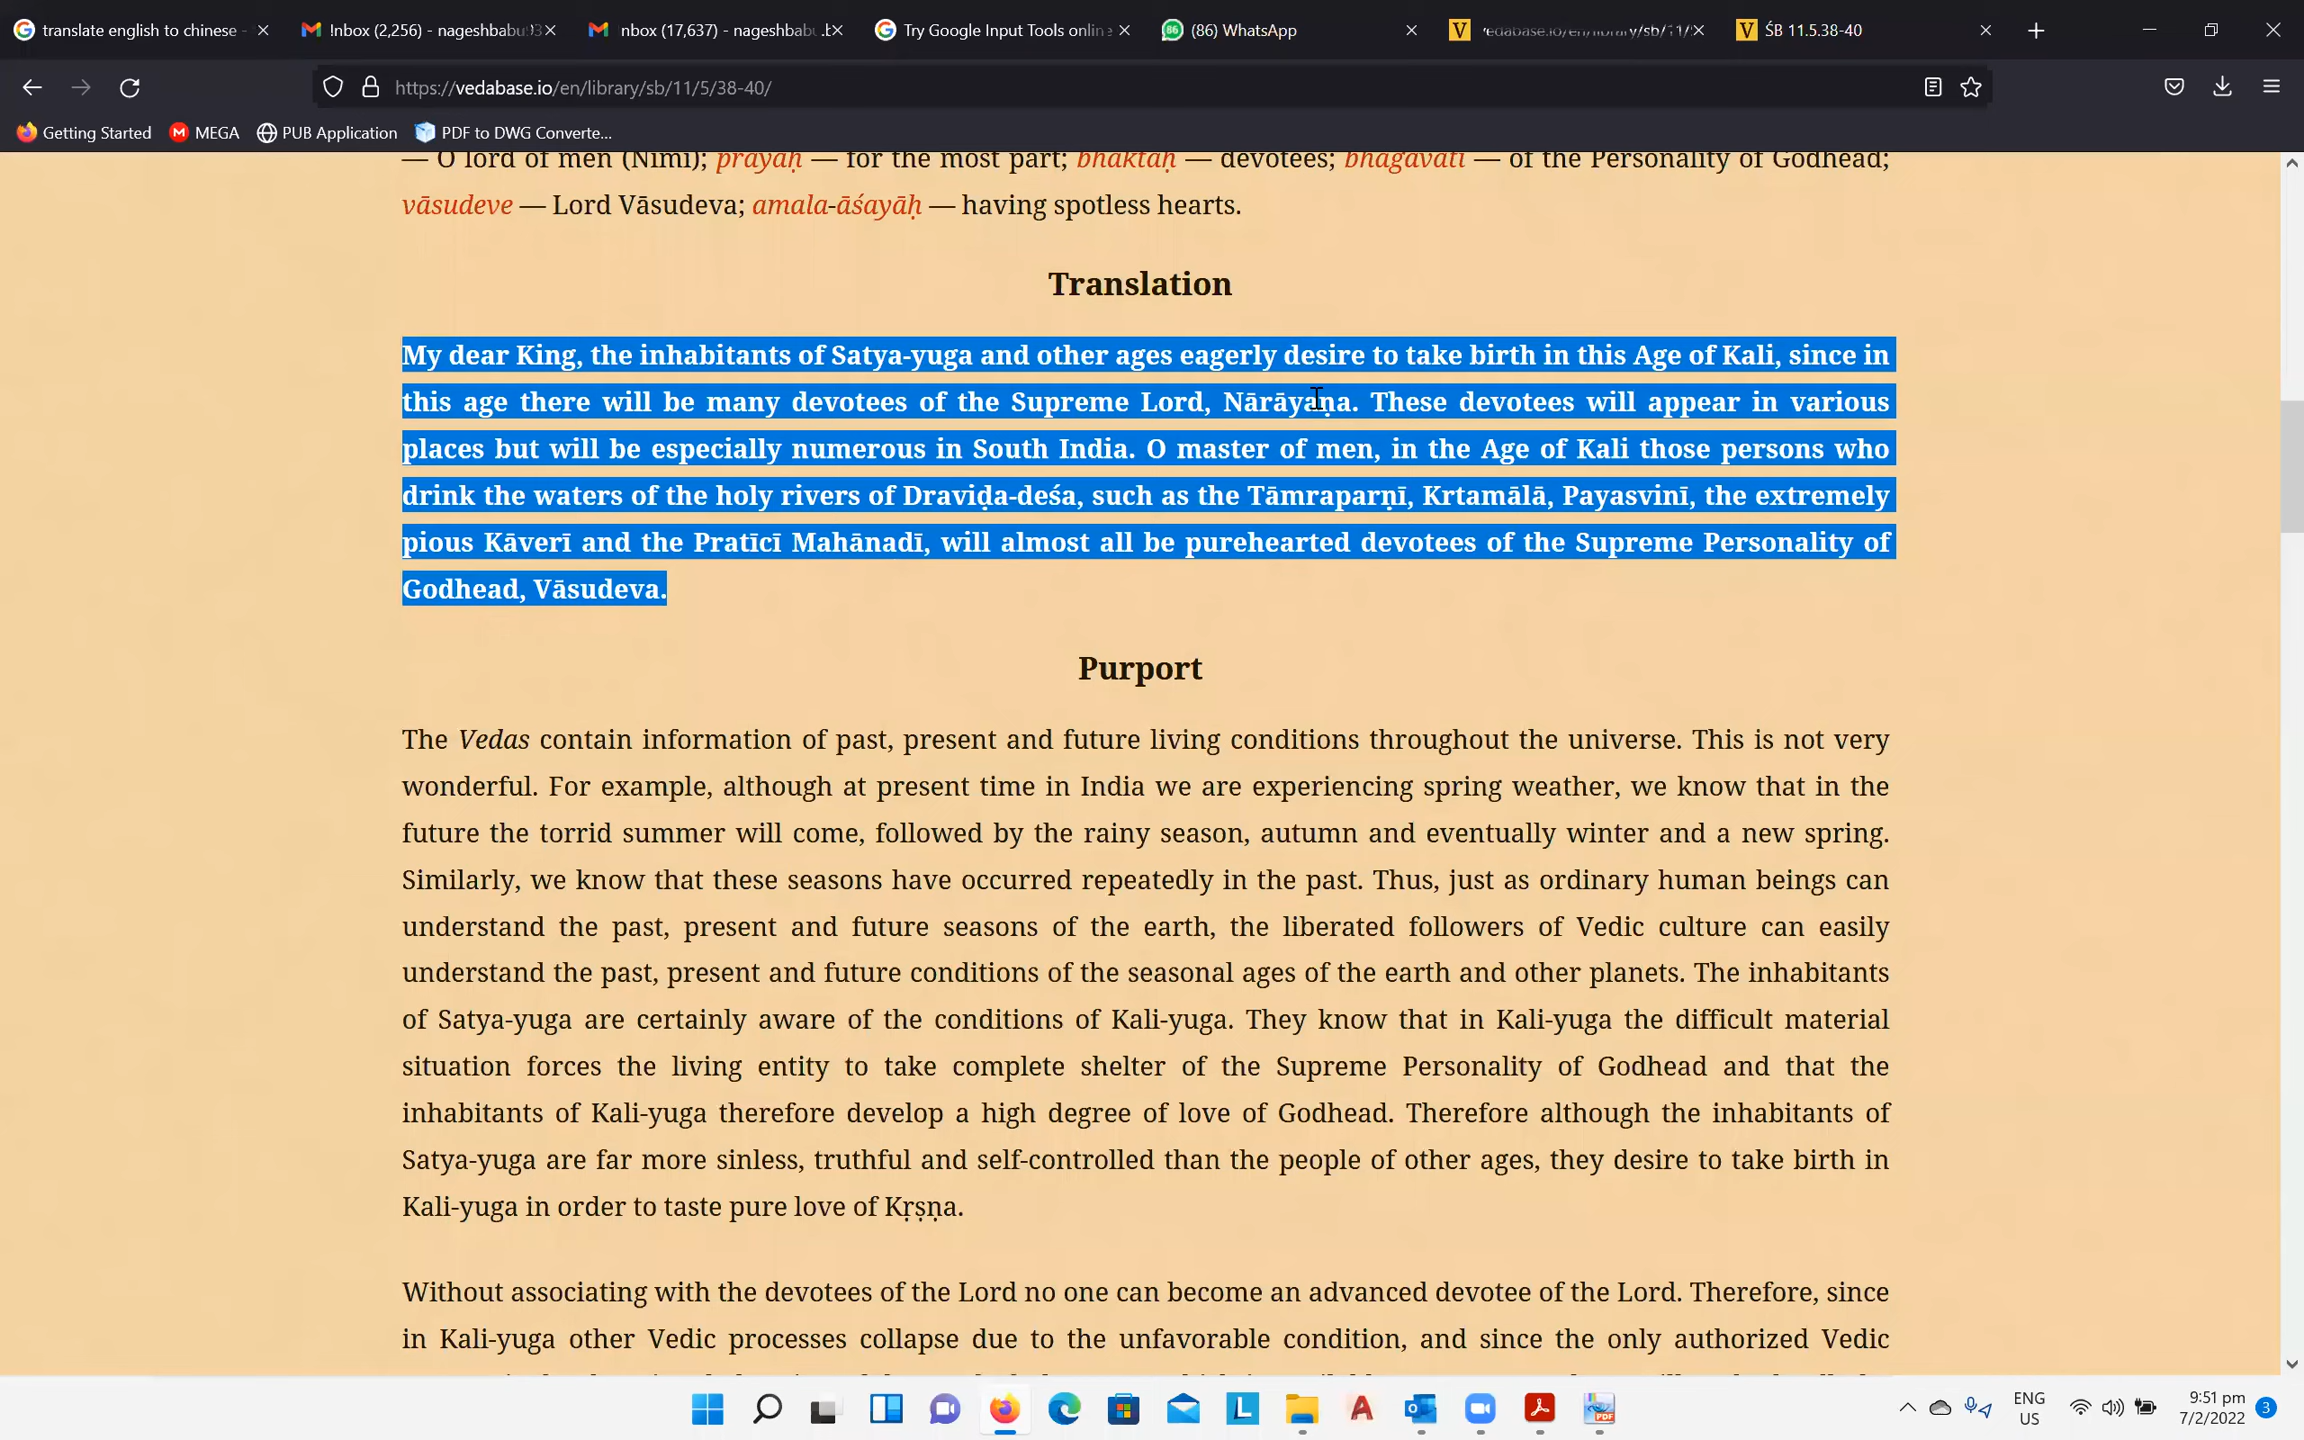 translate english to chinese -
Inbox (2,256) - nageshbabu
nbox (17,637) - nageshbabu
Try Google Input Tools online
(86) WhatsApp
ŚB 11.5.38-40
https://vedabase.io/en/library/sb/11/5/38-40/
Getting Started MEGA PUB Application PDF to DWG Converte...
— O lord of men (Nimi); prāyaḥ — for the most part; bhaktāḥ — devotees; bhagavati — of the Personality of Godhead;
vāsudeve — Lord Vāsudeva; amala-āśayāḥ — having spotless hearts.
Translation
My dear King, the inhabitants of Satya-yuga and other ages eagerly desire to take birth in this Age of Kali, since in
this age there will be many devotees of the Supreme Lord, Nārāyaṇa. These devotees will appear in various
places but will be especially numerous in South India. O master of men, in the Age of Kali those persons who
drink the waters of the holy rivers of Draviḍa-deśa, such as the Tāmraparṇī, Krtamālā, Payasvinī, the extremely
pious Kāverī and the Pratīcī Mahānadī, will almost all be purehearted devotees of the Supreme Personality of
Godhead, Vāsudeva.
Purport
The Vedas contain information of past, present and future living conditions throughout the universe. This is not very
wonderful. For example, although at present time in India we are experiencing spring weather, we know that in the
future the torrid summer will come, followed by the rainy season, autumn and eventually winter and a new spring.
Similarly, we know that these seasons have occurred repeatedly in the past. Thus, just as ordinary human beings can
understand the past, present and future seasons of the earth, the liberated followers of Vedic culture can easily
understand the past, present and future conditions of the seasonal ages of the earth and other planets. The inhabitants
of Satya-yuga are certainly aware of the conditions of Kali-yuga. They know that in Kali-yuga the difficult material
situation forces the living entity to take complete shelter of the Supreme Personality of Godhead and that the
inhabitants of Kali-yuga therefore develop a high degree of love of Godhead. Therefore although the inhabitants of
Satya-yuga are far more sinless, truthful and self-controlled than the people of other ages, they desire to take birth in
Kali-yuga in order to taste pure love of Kṛṣṇa.
Without associating with the devotees of the Lord no one can become an advanced devotee of the Lord. Therefore, since
in Kali-yuga other Vedic processes collapse due to the unfavorable condition, and since the only authorized Vedic
ENG
US
9:51 pm
7/2/2022
3